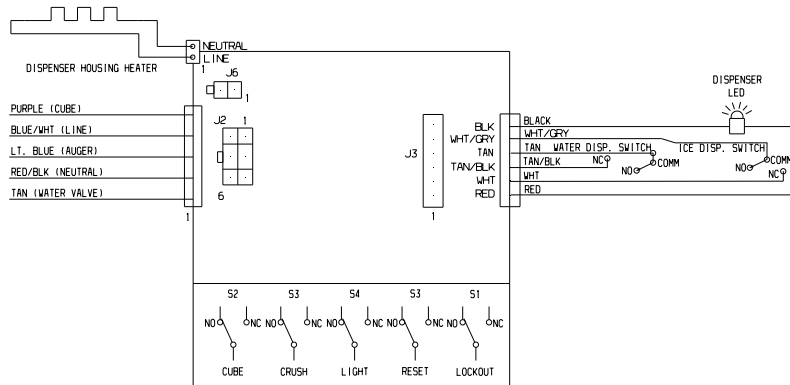 NEUTRAL
LINE
1
DISPENSER HOUSING HEATER
J6
1
DISPENSER
LED
PURPLE (CUBE)
BLUE/WHT (LINE)
LT. BLUE (AUGER)
RED/BLK (NEUTRAL)
TAN (WATER VALVE)
1
J2 1
6
J3
1
BLK
WHT/GRY
TAN
TAN/BLK
WHT
RED
BLACK
WHT/GRY
TAN WATER DISP. SWITCH
ICE DISP. SWITCH
TAN/BLK
NC
NO
COMM
COMM
NO
NC
WHT
RED
S2 S3 S4 S3 S1
NO NC NO NC NO NC NO NC NO NC
CUBE CRUSH LIGHT RESET LOCKOUT